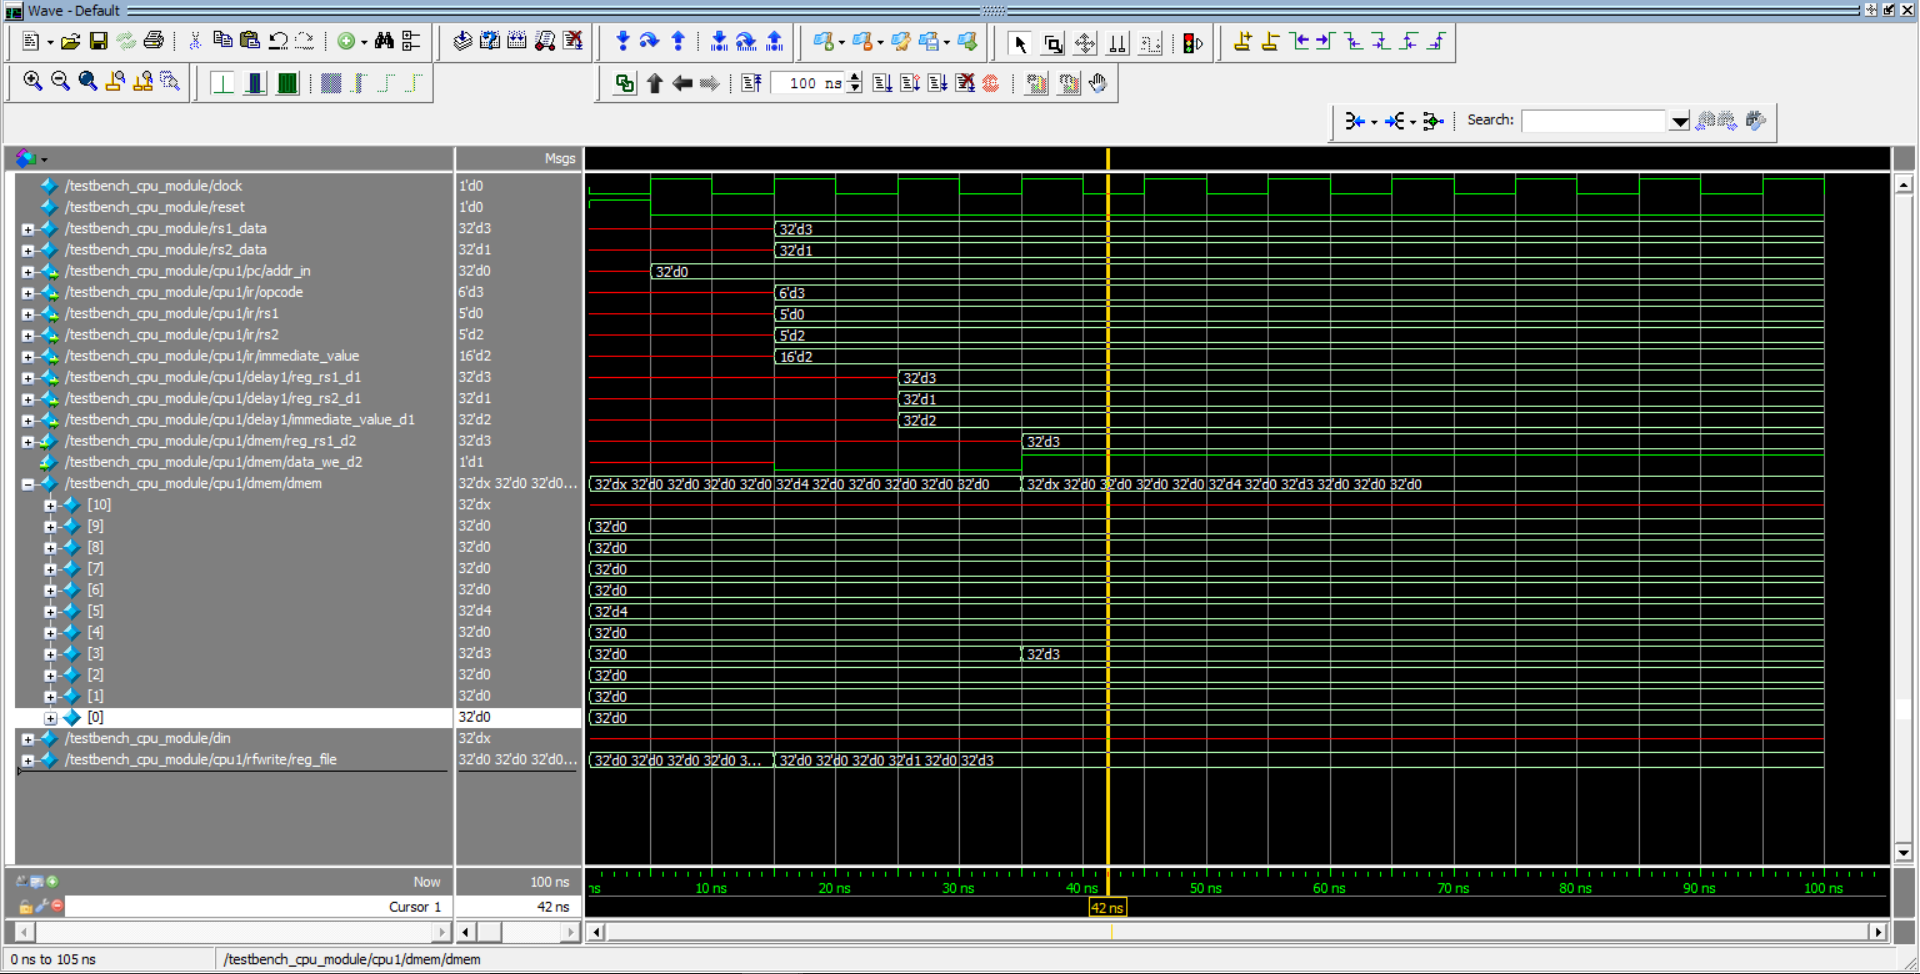 Wave - Default
100 ns
Search:
Msgs
/testbench_cpu_module/clock 1'd0
/testbench_cpu_module/reset 1'd0
/testbench_cpu_module/rs1_data 32'd3 32'd3
/testbench_cpu_module/rs2_data 32'd1 32'd1
/testbench_cpu_module/cpu1/pc/addr_in 32'd0 32'd0
/testbench_cpu_module/cpu1/ir/opcode 6'd3 6'd3
/testbench_cpu_module/cpu1/ir/rs1 5'd0 5'd0
/testbench_cpu_module/cpu1/ir/rs2 5'd2 5'd2
/testbench_cpu_module/cpu1/ir/immediate_value 16'd2 16'd2
/testbench_cpu_module/cpu1/delay1/reg_rs1_d1 32'd3 32'd3
/testbench_cpu_module/cpu1/delay1/reg_rs2_d1 32'd1 32'd1
/testbench_cpu_module/cpu1/delay1/immediate_value_d1 32'd2 32'd2
/testbench_cpu_module/cpu1/dmem/reg_rs1_d2 32'd3 32'd3
/testbench_cpu_module/cpu1/dmem/data_we_d2 1'd1
/testbench_cpu_module/cpu1/dmem/dmem 32'dx 32'd0 32'd0... 32'dx 32'd0 32'd0 32'd0 32'd0 32'd4 32'd0 32'd0 32'd0 32'd0 32'd0 32'dx 32'd0 32'd0 32'd0 32'd0 32'd4 32'd0 32'd3 32'd0 32'd0 32'd0
[10] 32'dx
[9] 32'd0 32'd0
[8] 32'd0 32'd0
[7] 32'd0 32'd0
[6] 32'd0 32'd0
[5] 32'd4 32'd4
[4] 32'd0 32'd0
[3] 32'd3 32'd0 32'd3
[2] 32'd0 32'd0
[1] 32'd0 32'd0
[0] 32'd0 32'd0
/testbench_cpu_module/din 32'dx
/testbench_cpu_module/cpu1/rfwrite/reg_file 32'd0 32'd0 32'd0... 32'd0 32'd0 32'd0 32'd0 3... 32'd0 32'd0 32'd0 32'd1 32'd0 32'd3
Now 100 ns
ns 10 ns 20 ns 30 ns 40 ns 50 ns 60 ns 70 ns 80 ns 90 ns 100 ns
Cursor 1 42 ns 42 ns
0 ns to 105 ns /testbench_cpu_module/cpu1/dmem/dmem